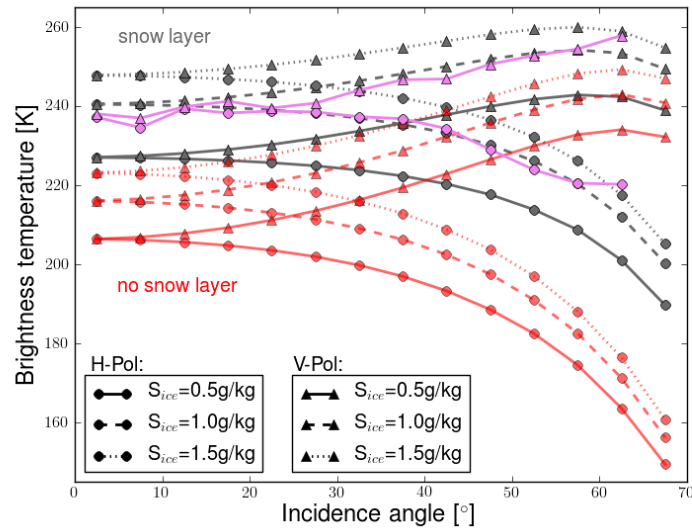 260
240
220
200
180
160
Brightness temperature [K]
snow layer
no snow layer
H-Pol:
S_ice=0.5g/kg
S_ice=1.0g/kg
S_ice=1.5g/kg
V-Pol:
S_ice=0.5g/kg
S_ice=1.0g/kg
S_ice=1.5g/kg
0 10 20 30 40 50 60 70
Incidence angle [°]